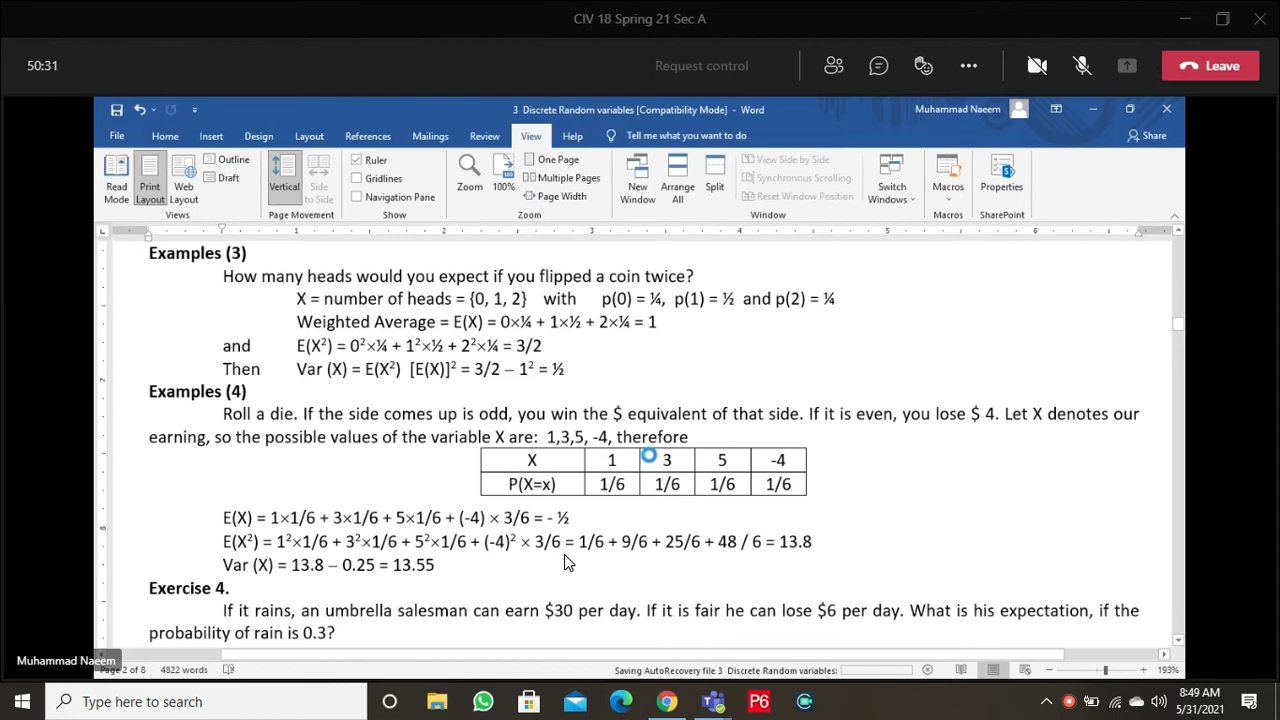 CIV 18 Spring 21 Sec A
50:31
Request control
Leave
3 Discrete Random variables [Compatibility Mode] - Word
Muhammad Naeem
File Home Insert Design Layout References Mailings Review View Help Tell me what you want to do Share
Read Mode
Print Layout
Web Layout
Outline
Draft
Views
Vertical
Side to Side
Page Movement
Ruler
Gridlines
Navigation Pane
Show
Zoom
100%
One Page
Multiple Pages
Page Width
Zoom
New Window
Arrange All
Split
View Side by Side
Synchronous Scrolling
Reset Window Position
Window
Switch Windows
Macros
Macros
Properties
SharePoint
1 2 3 4 5 6
Examples (3)
How many heads would you expect if you flipped a coin twice?
X = number of heads = {0, 1, 2} with p(0) = ¼, p(1) = ½ and p(2) = ¼
Weighted Average = E(X) = 0×¼ + 1×½ + 2×¼ = 1
and E(X²) = 0²×¼ + 1²×½ + 2²×¼ = 3/2
Then Var (X) = E(X²) [E(X)]² = 3/2 – 1² = ½
Examples (4)
Roll a die. If the side comes up is odd, you win the $ equivalent of that side. If it is even, you lose $ 4. Let X denotes our
earning, so the possible values of the variable X are: 1,3,5, -4, therefore
X 1 3 5 -4
P(X=x) 1/6 1/6 1/6 1/6
E(X) = 1×1/6 + 3×1/6 + 5×1/6 + (-4) × 3/6 = - ½
E(X²) = 1²×1/6 + 3²×1/6 + 5²×1/6 + (-4)² × 3/6 = 1/6 + 9/6 + 25/6 + 48 / 6 = 13.8
Var (X) = 13.8 – 0.25 = 13.55
Exercise 4.
If it rains, an umbrella salesman can earn $30 per day. If it is fair he can lose $6 per day. What is his expectation, if the
probability of rain is 0.3?
Muhammad Naeem
Page 2 of 8 4822 words Saving AutoRecovery file 3 Discrete Random variables: 193%
Type here to search
P6
8:49 AM
5/31/2021